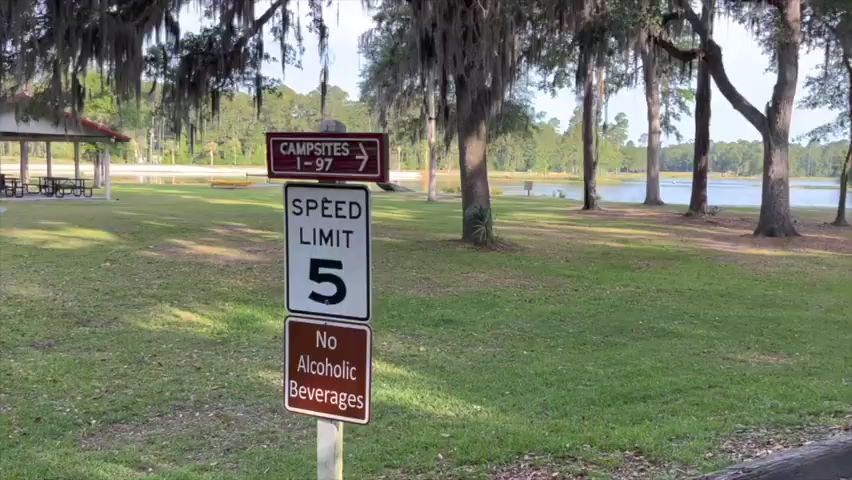 CAMPSITES
1-97
SPEED
LIMIT
5
No
Alcoholic
Beverages